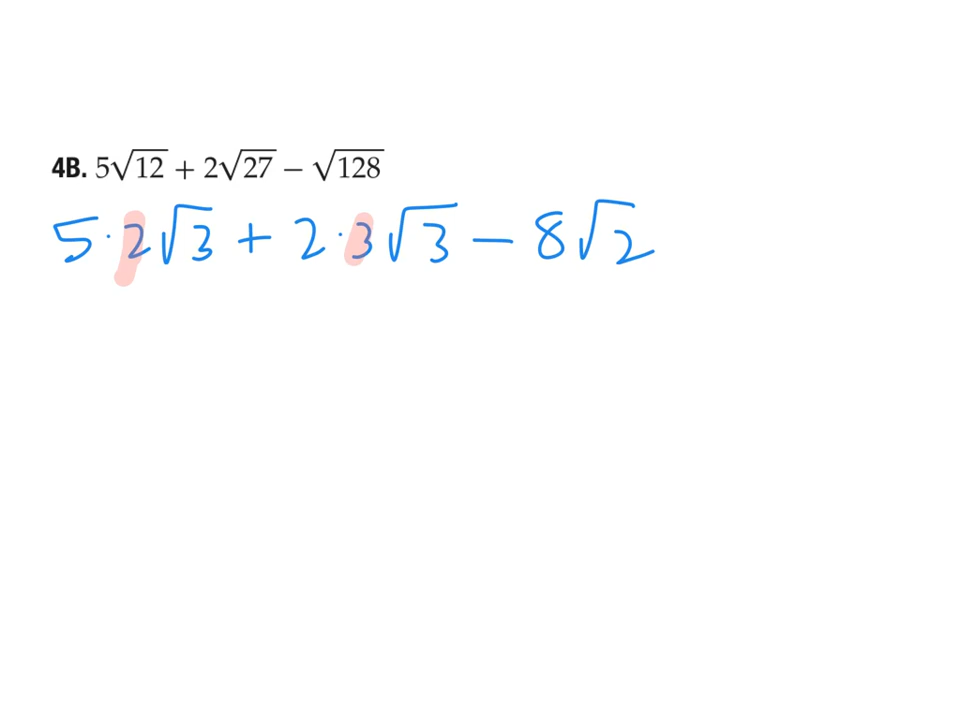 4B. 5√12 + 2√27 − √128
5·2√3 + 2·3√3 − 8√2